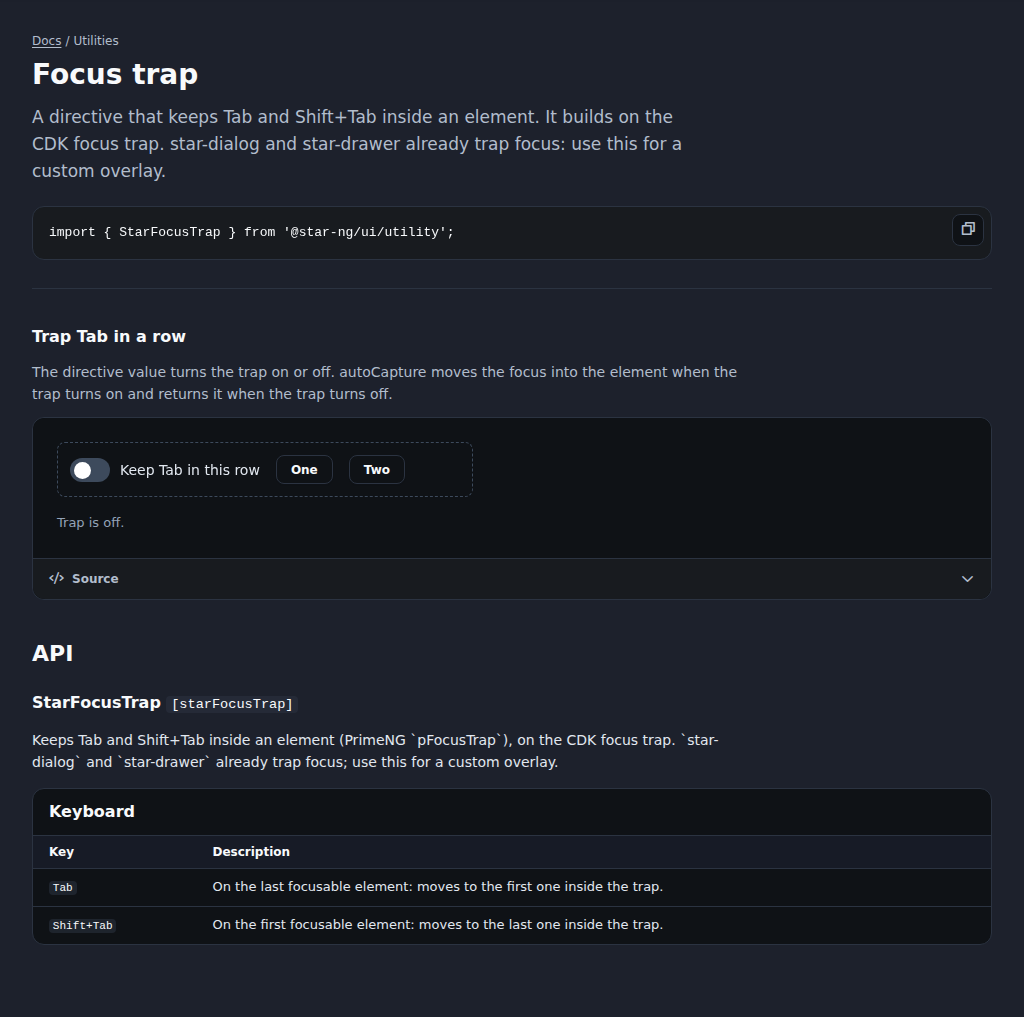 Docs / Utilities
Focus trap
A directive that keeps Tab and Shift+Tab inside an element. It builds on the
CDK focus trap. star-dialog and star-drawer already trap focus: use this for a
custom overlay.
import { StarFocusTrap } from '@star-ng/ui/utility';
Trap Tab in a row
The directive value turns the trap on or off. autoCapture moves the focus into the element when the
trap turns on and returns it when the trap turns off.
Keep Tab in this row One Two
Trap is off.
</> Source
API
StarFocusTrap [starFocusTrap]
Keeps Tab and Shift+Tab inside an element (PrimeNG `pFocusTrap`), on the CDK focus trap. `star-
dialog` and `star-drawer` already trap focus; use this for a custom overlay.
Keyboard
Key Description
Tab On the last focusable element: moves to the first one inside the trap.
Shift+Tab On the first focusable element: moves to the last one inside the trap.